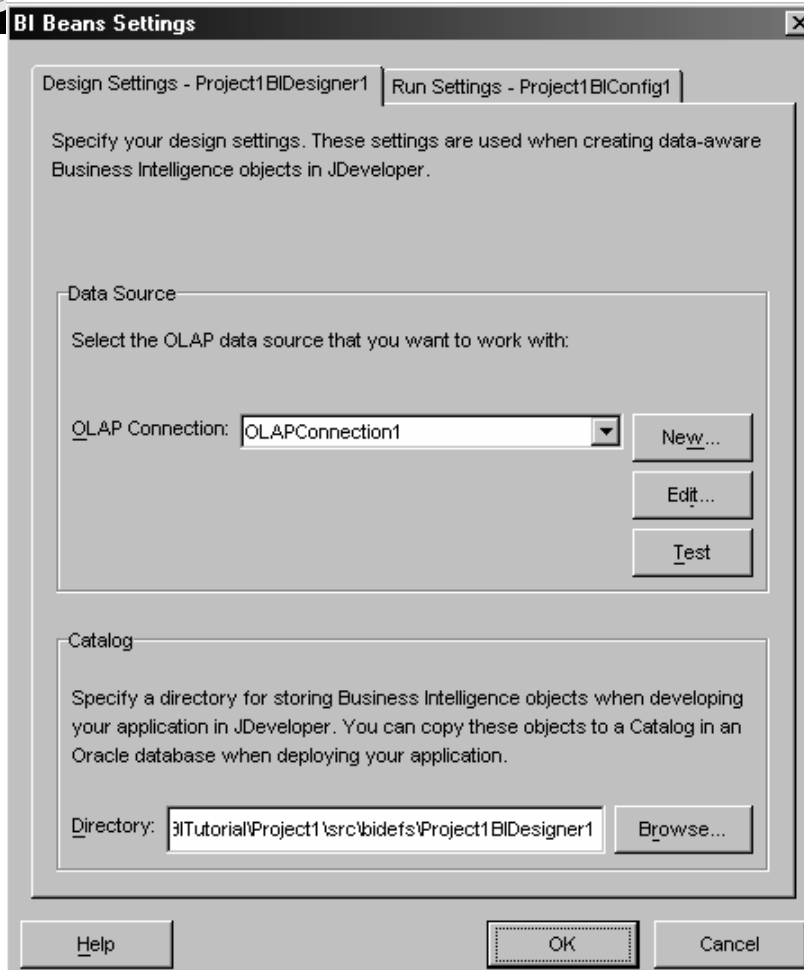 BI Beans Settings
Design Settings - Project1BIDesigner1
Run Settings - Project1BIConfig1
Specify your design settings. These settings are used when creating data-aware
Business Intelligence objects in JDeveloper.
Data Source
Select the OLAP data source that you want to work with:
OLAP Connection: OLAPConnection1
New...
Edit...
Test
Catalog
Specify a directory for storing Business Intelligence objects when developing
your application in JDeveloper. You can copy these objects to a Catalog in an
Oracle database when deploying your application.
Directory: BITutorial\Project1\src\bidefs\Project1BIDesigner1 Browse...
Help OK Cancel